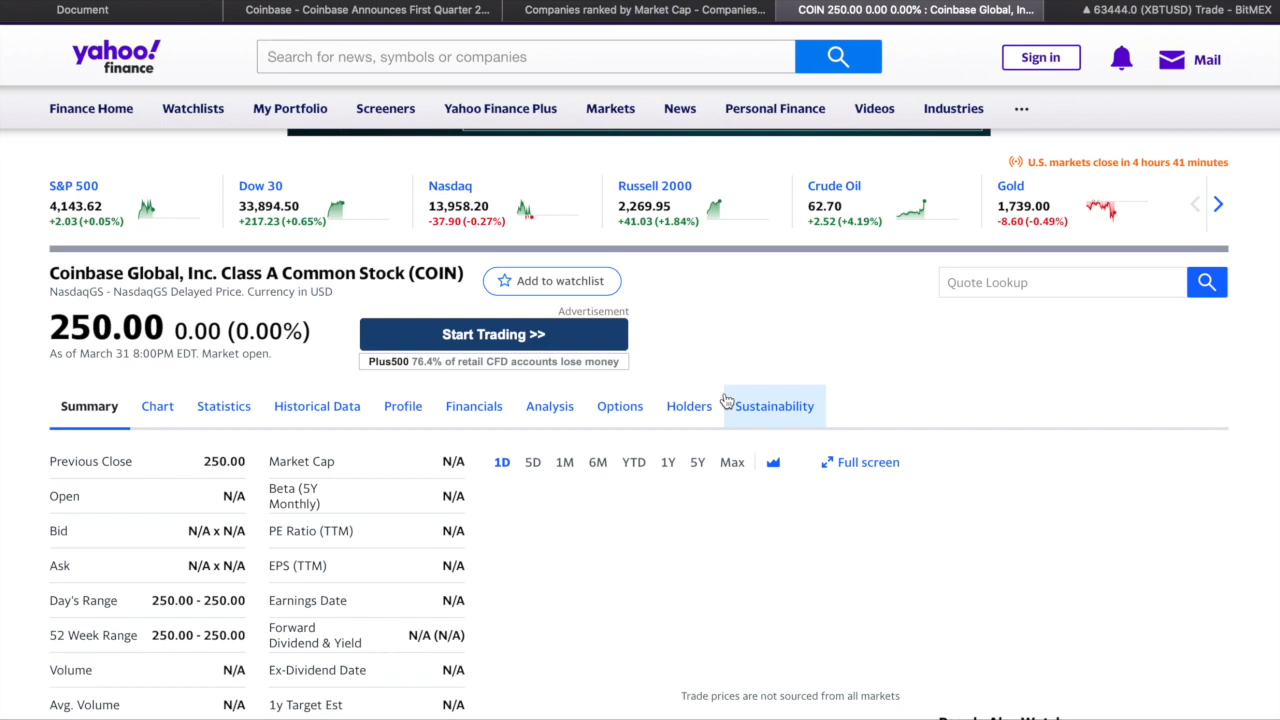 Document
Coinbase - Coinbase Announces First Quarter 2...
Companies ranked by Market Cap - Companies...
COIN 250.00 0.00 0.00% : Coinbase Global, In...
▲ 63444.0 (XBTUSD) Trade - BitMEX
yahoo!
finance
Search for news, symbols or companies
Sign in
Mail
Finance Home
Watchlists
My Portfolio
Screeners
Yahoo Finance Plus
Markets
News
Personal Finance
Videos
Industries
...
U.S. markets close in 4 hours 41 minutes
S&P 500
4,143.62
+2.03 (+0.05%)
Dow 30
33,894.50
+217.23 (+0.65%)
Nasdaq
13,958.20
-37.90 (-0.27%)
Russell 2000
2,269.95
+41.03 (+1.84%)
Crude Oil
62.70
+2.52 (+4.19%)
Gold
1,739.00
-8.60 (-0.49%)
Coinbase Global, Inc. Class A Common Stock (COIN)
NasdaqGS - NasdaqGS Delayed Price. Currency in USD
Add to watchlist
Quote Lookup
250.00 0.00 (0.00%)
As of March 31 8:00PM EDT. Market open.
Advertisement
Start Trading >>
Plus500 76.4% of retail CFD accounts lose money
Summary
Chart
Statistics
Historical Data
Profile
Financials
Analysis
Options
Holders
Sustainability
Previous Close 250.00
Open N/A
Bid N/A x N/A
Ask N/A x N/A
Day's Range 250.00 - 250.00
52 Week Range 250.00 - 250.00
Volume N/A
Avg. Volume N/A
Market Cap N/A
Beta (5Y
Monthly) N/A
PE Ratio (TTM) N/A
EPS (TTM) N/A
Earnings Date N/A
Forward
Dividend & Yield N/A (N/A)
Ex-Dividend Date N/A
1y Target Est N/A
1D 5D 1M 6M YTD 1Y 5Y Max
Full screen
Trade prices are not sourced from all markets